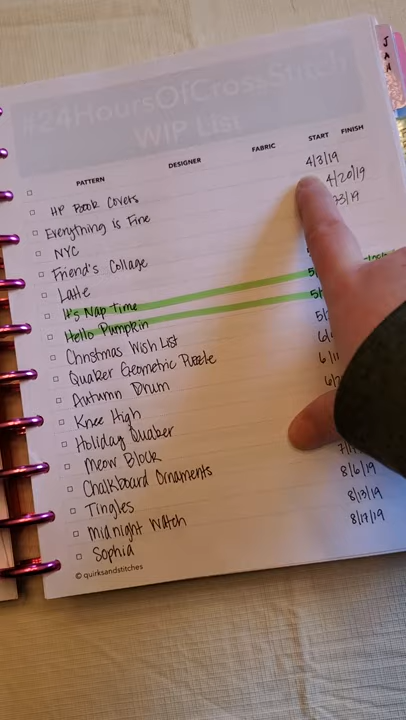 #24HoursOfCrossStitch
WIP List
PATTERN DESIGNER FABRIC START FINISH
HP Book Covers 4/3/19
Everything is Fine 4/20/19
NYC
Friend's Collage
Latte
It's Nap Time
Hello Pumpkin
Christmas Wish List
Quaker Geometric Puzzle
Autumn Drum
Knee High
Holiday Quaker
Meow Block
Chalkboard Ornaments
Tingles 8/6/19
Midnight Watch 8/13/19
Sophia 8/17/19
© quirksandstitches
JAN